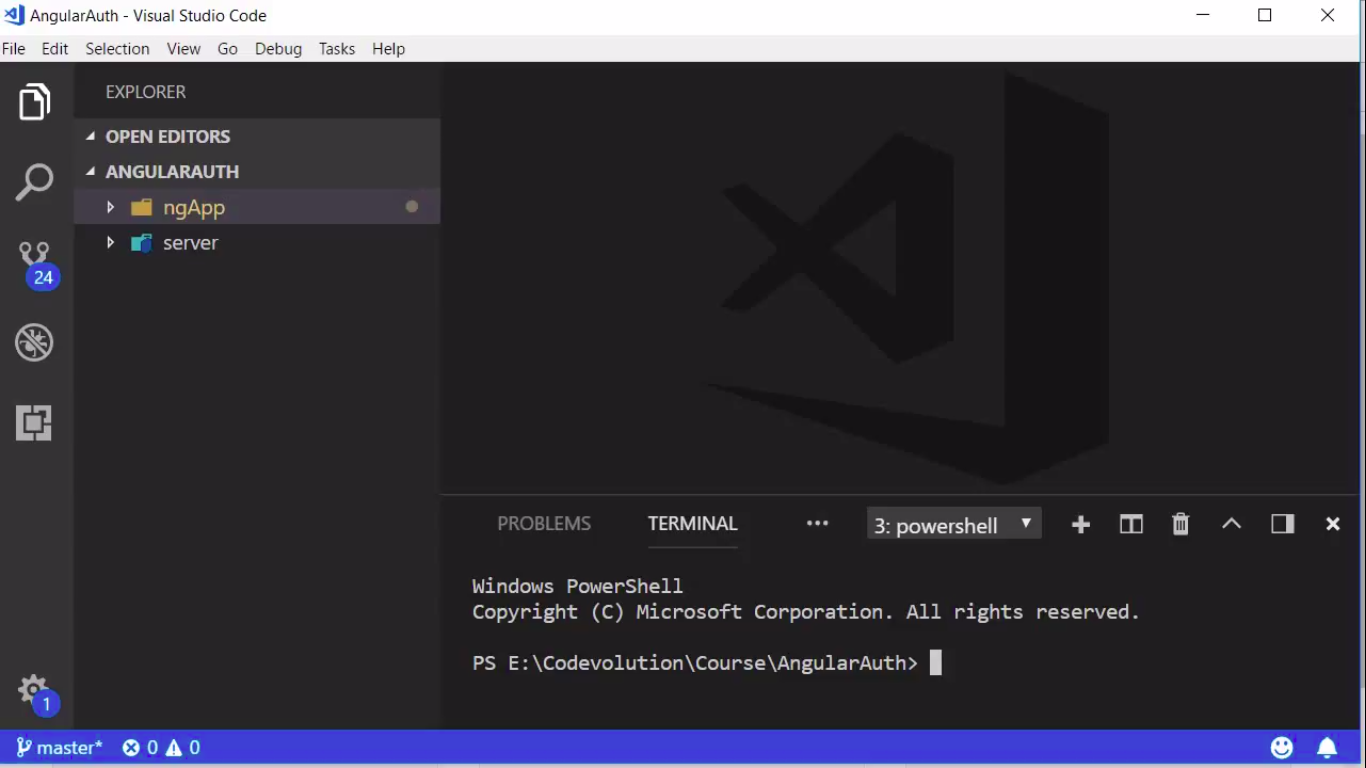 AngularAuth - Visual Studio Code
File Edit Selection View Go Debug Tasks Help
EXPLORER
OPEN EDITORS
ANGULARAUTH
ngApp
server
24
1
PROBLEMS TERMINAL ••• 3: powershell
Windows PowerShell
Copyright (C) Microsoft Corporation. All rights reserved.
PS E:\Codevolution\Course\AngularAuth>
master* 0 0